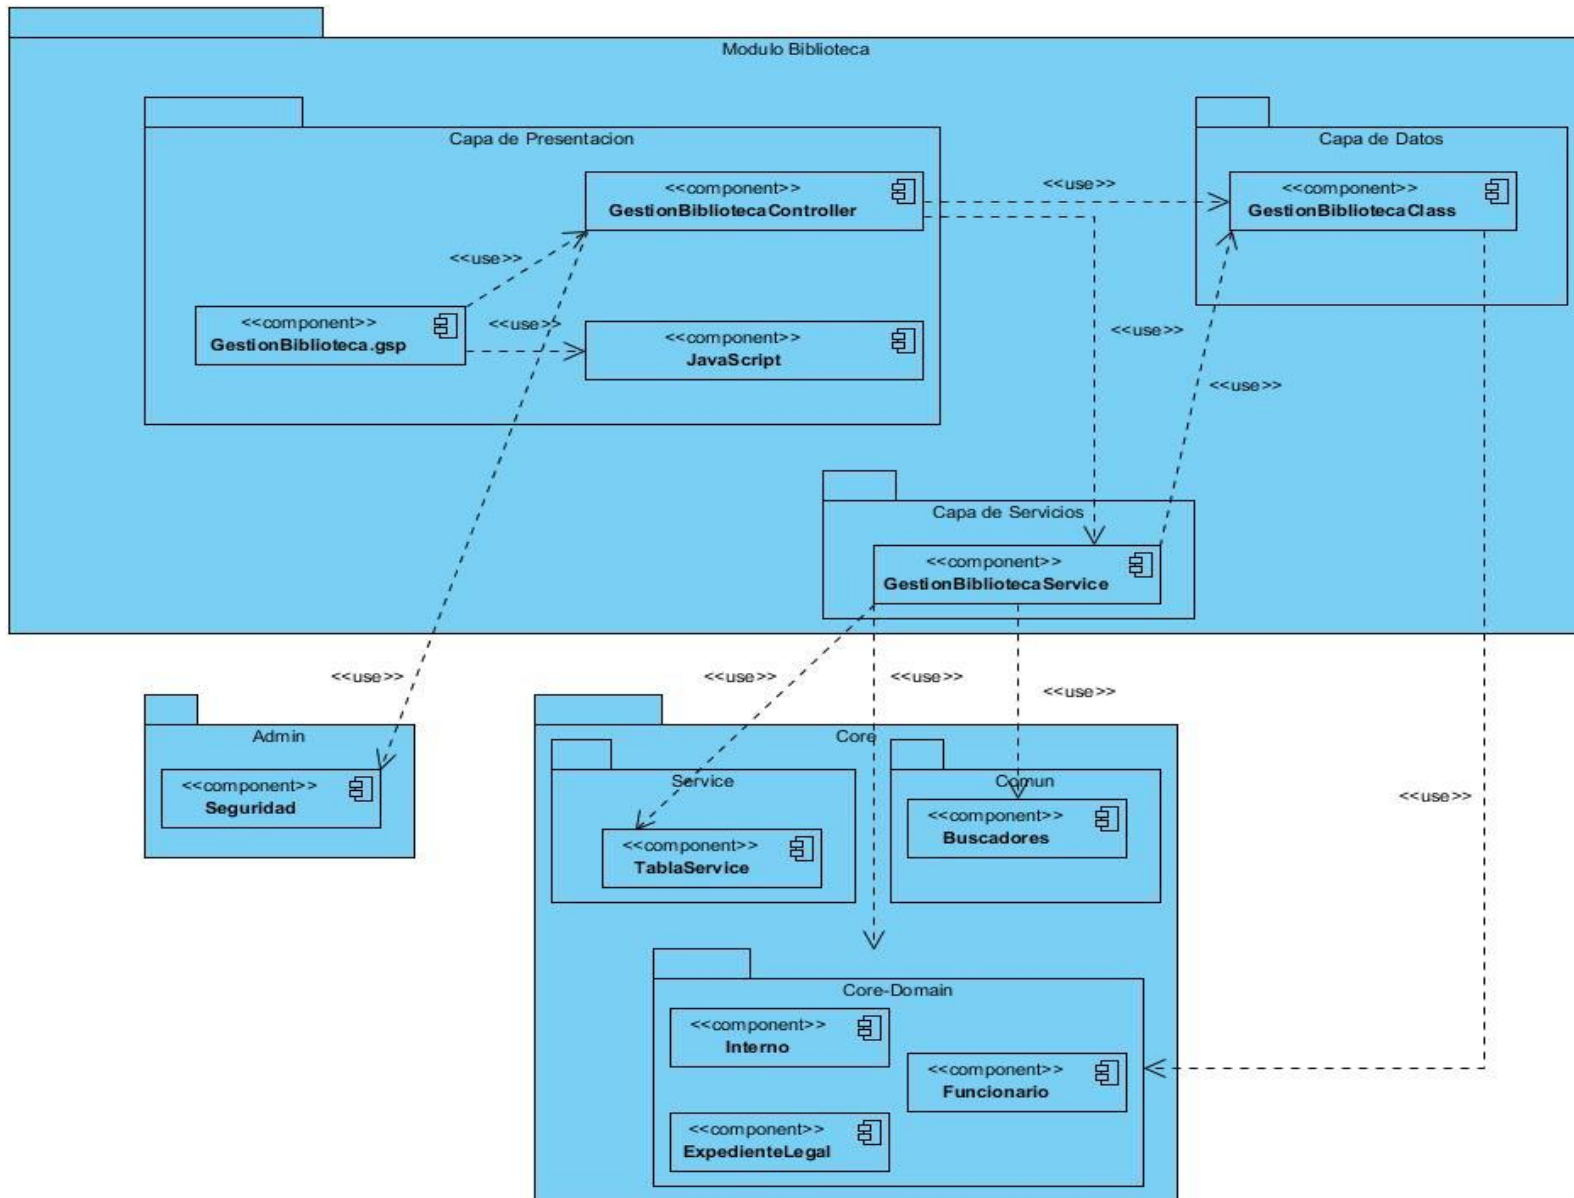 Modulo Biblioteca
Capa de Presentacion
Capa de Datos
<<component>>
GestionBibliotecaController
<<use>>
<<component>>
GestionBibliotecaClass
<<use>>
<<component>>
GestionBiblioteca.gsp
<<use>>
<<component>>
JavaScript
<<use>>
<<use>>
Capa de Servicios
<<component>>
GestionBibliotecaService
<<use>>
<<use>>
<<use>>
<<use>>
Admin
<<component>>
Seguridad
Core
Service
<<component>>
TablaService
Comun
<<component>>
Buscadores
<<use>>
Core-Domain
<<component>>
Interno
<<component>>
Funcionario
<<component>>
ExpedienteLegal